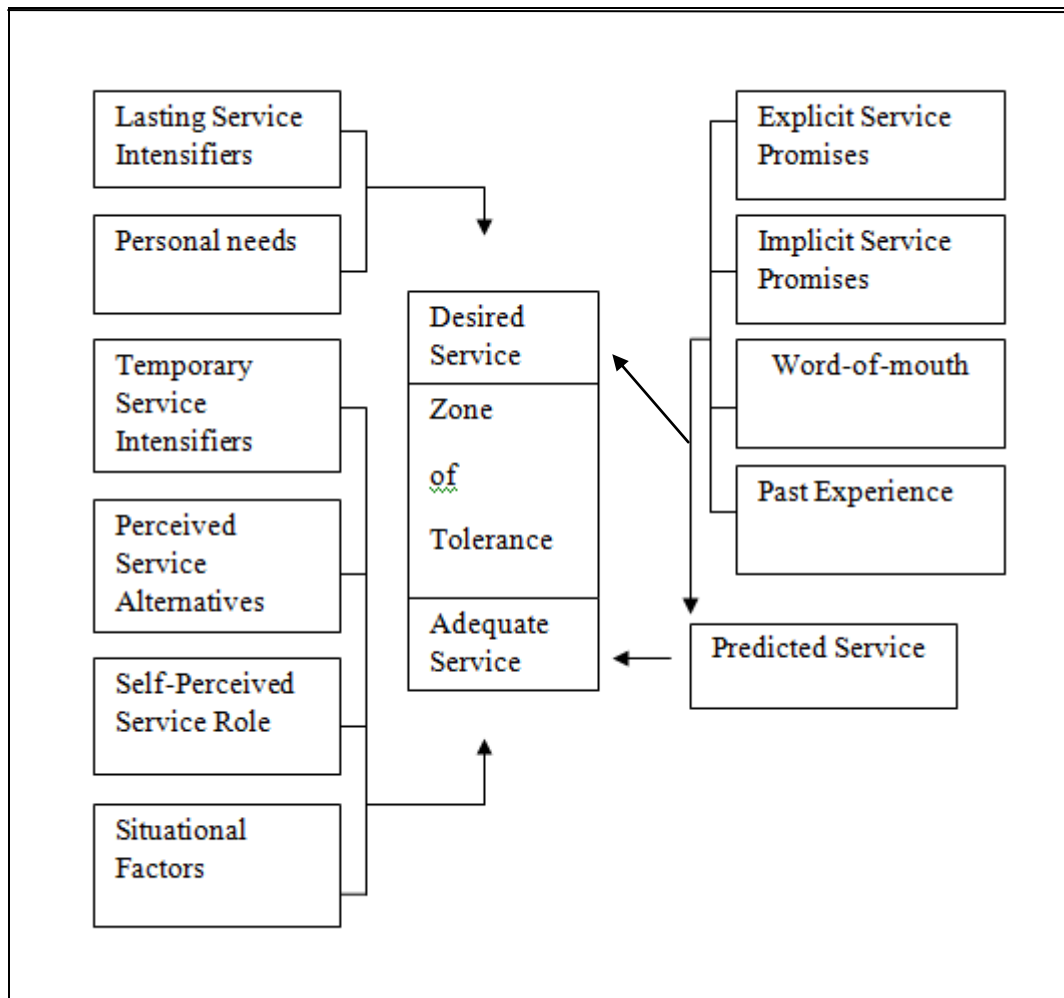 Lasting Service
Intensifiers
Personal needs
Temporary
Service
Intensifiers
Perceived
Service
Alternatives
Self-Perceived
Service Role
Situational
Factors
Desired
Service
Zone
of
Tolerance
Adequate
Service
Explicit Service
Promises
Implicit Service
Promises
Word-of-mouth
Past Experience
Predicted Service